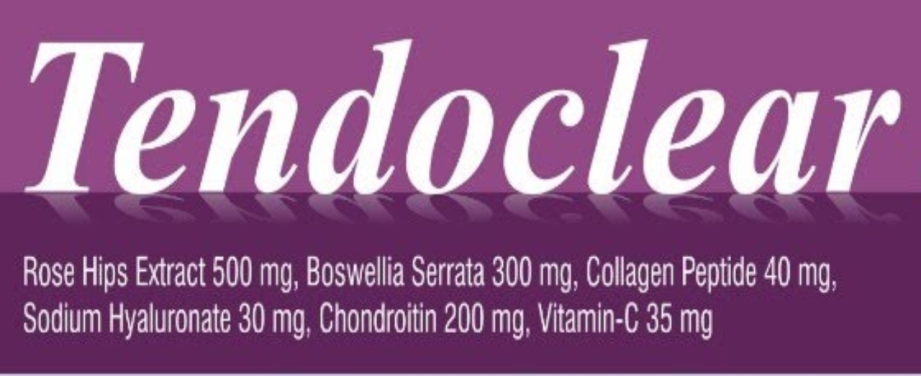 Tendoclear
Rose Hips Extract 500 mg, Boswellia Serrata 300 mg, Collagen Peptide 40 mg,
Sodium Hyaluronate 30 mg, Chondroitin 200 mg, Vitamin-C 35 mg